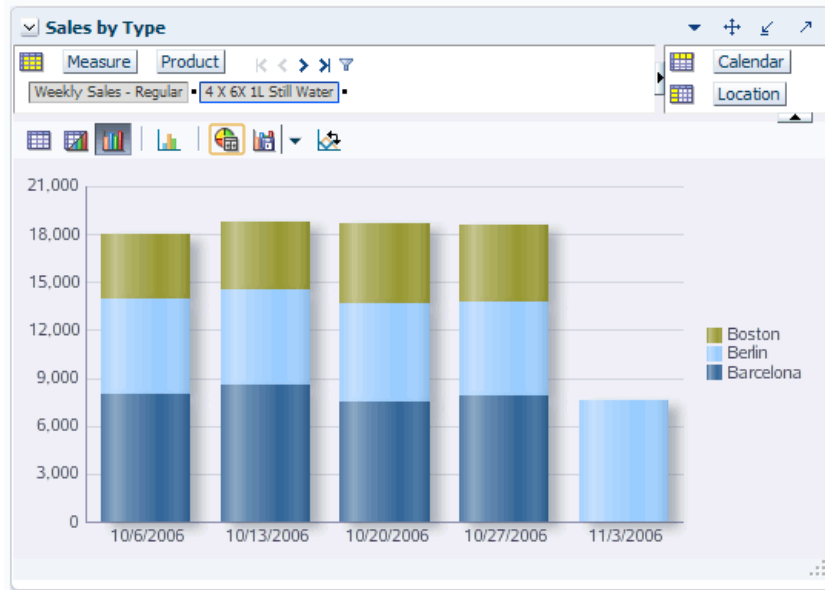 Sales by Type
Measure Product
Calendar
Weekly Sales - Regular 4 X 6X 1L Still Water
Location
21,000
18,000
15,000
12,000
9,000
6,000
3,000
0
10/6/2006 10/13/2006 10/20/2006 10/27/2006 11/3/2006
Boston
Berlin
Barcelona